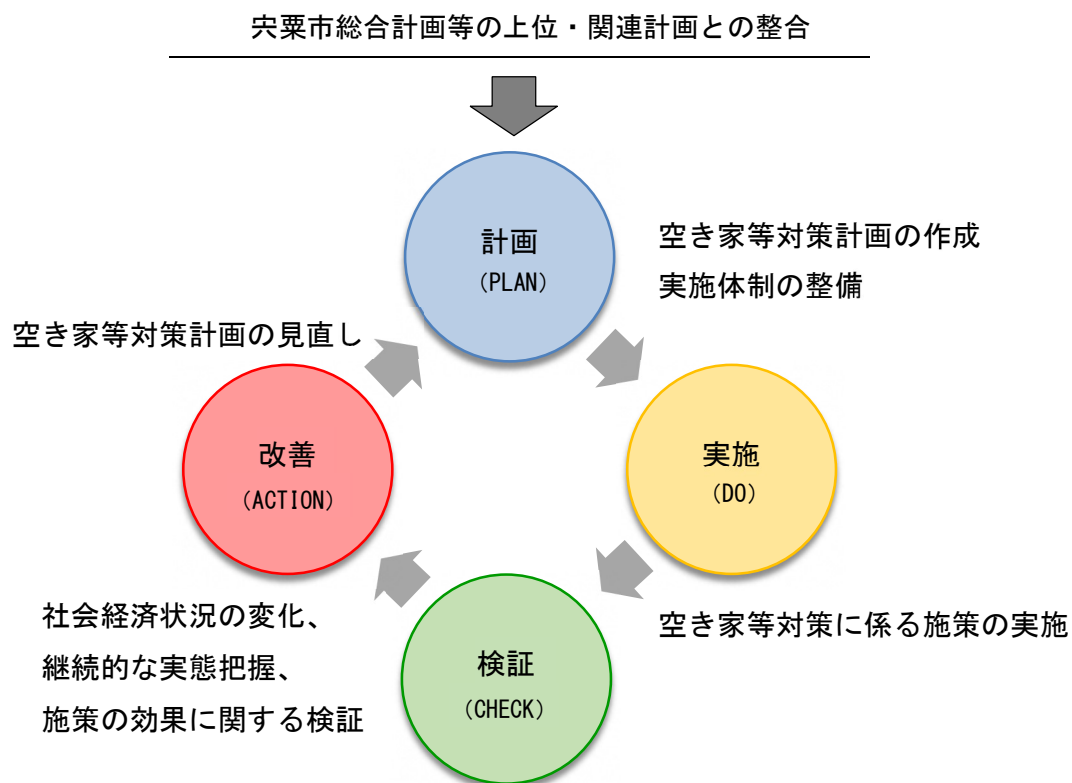 宍粟市総合計画等の上位・関連計画との整合
計画
(PLAN)
空き家等対策計画の作成
実施体制の整備
空き家等対策計画の見直し
改善
(ACTION)
実施
(DO)
社会経済状況の変化、
継続的な実態把握、
施策の効果に関する検証
検証
(CHECK)
空き家等対策に係る施策の実施